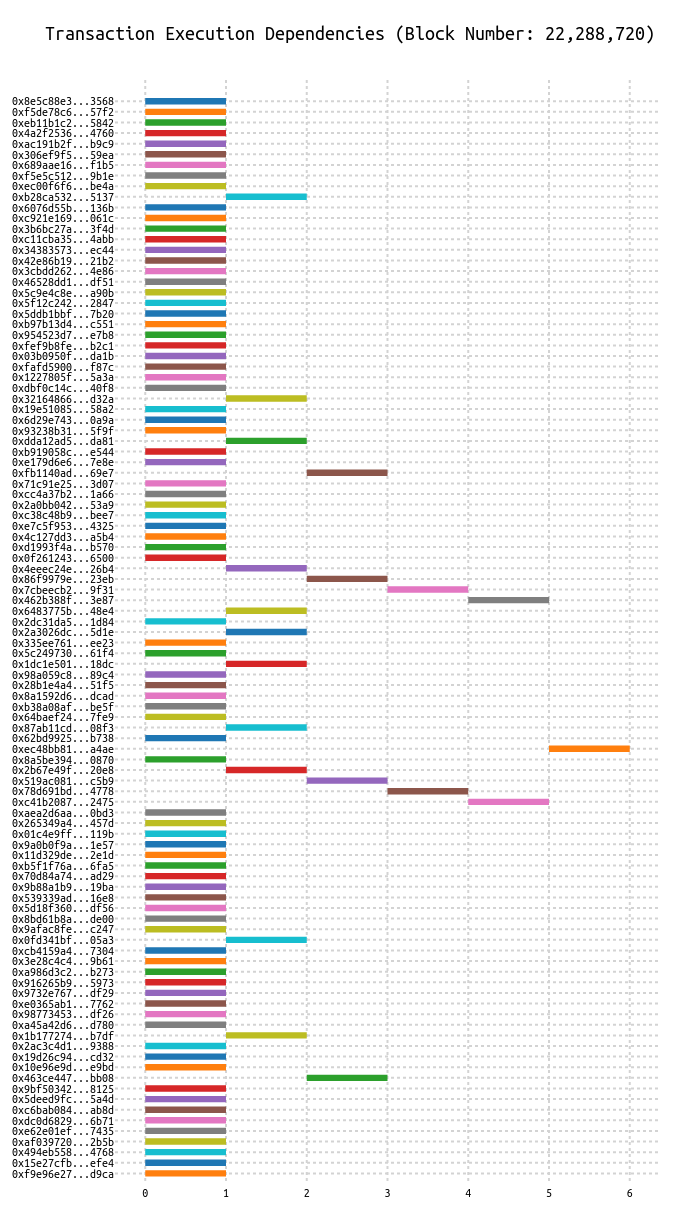 Transaction Execution Dependencies (Block Number: 22,288,720)
0x8e5c88e3...3568
0xf5de78c6...57f2
0xeb11b1c2...5842
0x4a2f2536...4760
0xac191b2f...b9c9
0x306ef9f5...59ea
0x689aae16...f1b5
0xf5e5c512...9b1e
0xec00f6f6...be4a
0xb28ca532...5137
0x6076d55b...136b
0xc921e169...061c
0x3b6bc27a...3f4d
0xc11cba35...4abb
0x34383573...ec44
0x42e86b19...21b2
0x3cbdd262...4e86
0x46528dd1...df51
0x5c9e4c8e...a90b
0x5f12c242...2847
0x5ddb1bbf...7b20
0xb97b13d4...c551
0x954523d7...e7b8
0xfef9b8fe...b2c1
0x03b0950f...da1b
0xfafd5900...f87c
0x1227805f...5a3a
0xdbf0c14c...40f8
0x32164866...d32a
0x19e51085...58a2
0x6d29e743...0a9a
0x93238b31...5f9f
0xdda12ad5...da81
0xb919058c...e544
0xe179d6e6...7e8e
0xfb1140ad...69e7
0x71c91e25...3d07
0xcc4a37b2...1a66
0x2a0bb042...53a9
0xc38c48b9...bee7
0xe7c5f953...4325
0x4c127dd3...a5b4
0xd1993f4a...b570
0x0f261243...6500
0x4eeec24e...26b4
0x86f9979e...23eb
0x7cbeecb2...9f31
0x462b388f...3e87
0x6483775b...48e4
0x2dc31da5...1d84
0x2a3026dc...5d1e
0x335ee761...ee23
0x5c249730...61f4
0x1dc1e501...18dc
0x98a059c8...89c4
0x28b1e4a4...51f5
0x8a1592d6...dcad
0xb38a08af...be5f
0x64baef24...7fe9
0x87ab11cd...08f3
0x62bd9925...b738
0xec48bb81...a4ae
0x8a5be394...0870
0x2b67e49f...20e8
0x519ac081...c5b9
0x78d691bd...4778
0xc41b2087...2475
0xaea2d6aa...0bd3
0x265349a4...457d
0x01c4e9ff...119b
0x9a0b0f9a...1e57
0x11d329de...2e1d
0xb5f1f76a...6fa5
0x70d84a74...ad29
0x9b88a1b9...19ba
0x539339ad...16e8
0x5d18f360...df56
0x8bd61b8a...de00
0x9afac8fe...c247
0x0fd341bf...05a3
0xcb4159a4...7304
0x3e28c4c4...9b61
0xa986d3c2...b273
0x916265b9...5973
0x9732e767...df29
0xe0365ab1...7762
0x98773453...df26
0xa45a42d6...d780
0x1b177274...b7df
0x2ac3c4d1...9388
0x19d26c94...cd32
0x10e96e9d...e9bd
0x463ce447...bb08
0x9bf50342...8125
0x5deed9fc...5a4d
0xc6bab084...ab8d
0xdc0d6829...6b71
0xe62e01ef...7435
0xaf039720...2b5b
0x494eb558...4768
0x15e27cfb...efe4
0xf9e96e27...d9ca
0 1 2 3 4 5 6